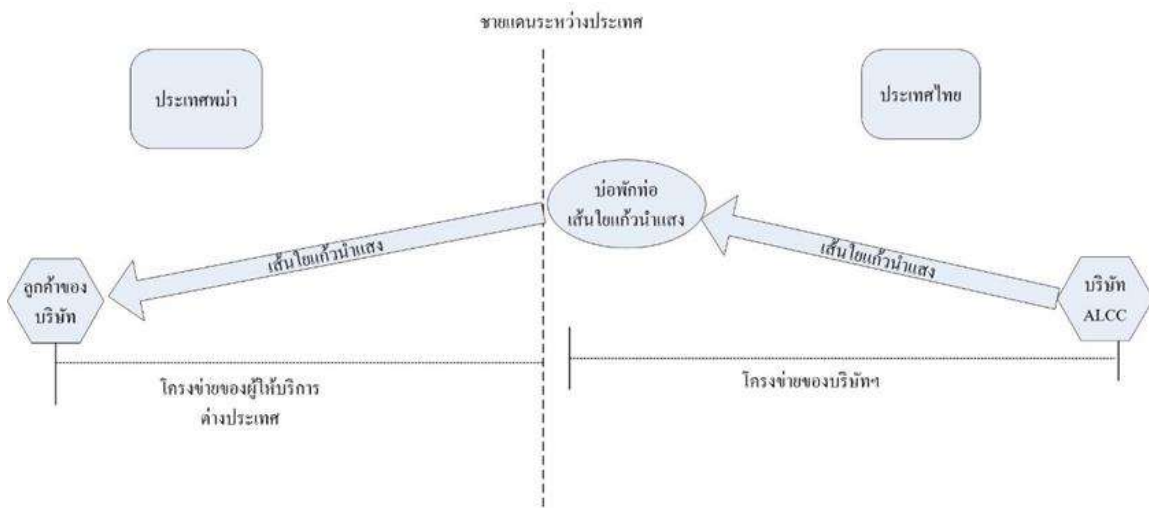 ชายแดนระหว่างประเทศ
ประเทศพม่า
ประเทศไทย
บ่อพักท่อ
เส้นใยแก้วนำแสง
เส้นใยแก้วนำแสง
เส้นใยแก้วนำแสง
ลูกค้าของ
บริษัท
บริษัท
ALCC
โครงข่ายของผู้ให้บริการ
ต่างประเทศ
โครงข่ายของบริษัทฯ